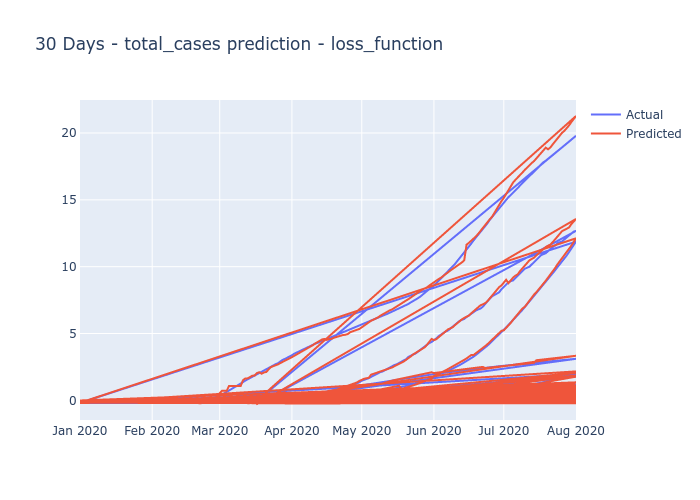 30 Days - total_cases prediction - loss_function
Actual
Predicted
20
15
10
5
0
Jan 2020
Feb 2020
Mar 2020
Apr 2020
May 2020
Jun 2020
Jul 2020
Aug 2020